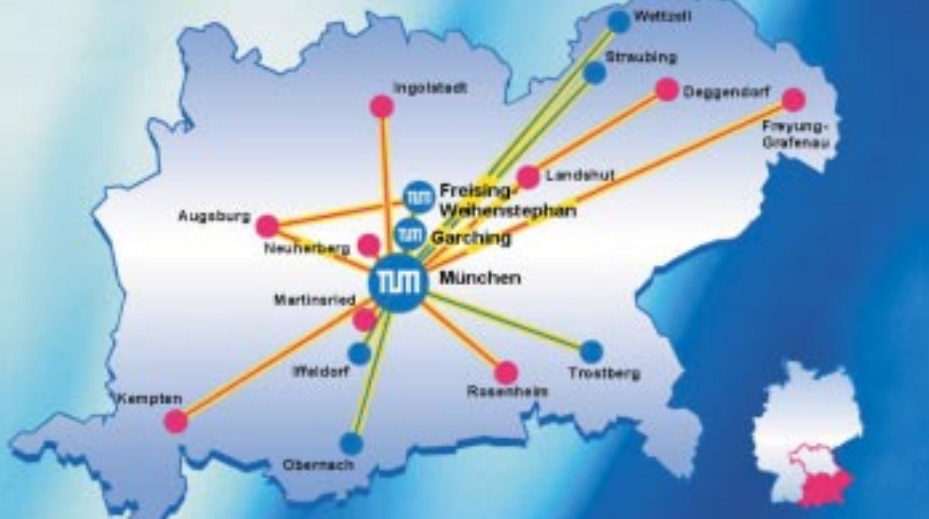 Wettzell
Straubing
Ingolstadt
Deggendorf
Freyung-
Grafenau
Landshut
TUM
Freising-
Weihenstephan
Augsburg
TUM
Garching
Neuherberg
TUM
München
Martinsried
Iffeldorf
Trostberg
Rosenheim
Kempten
Obernach